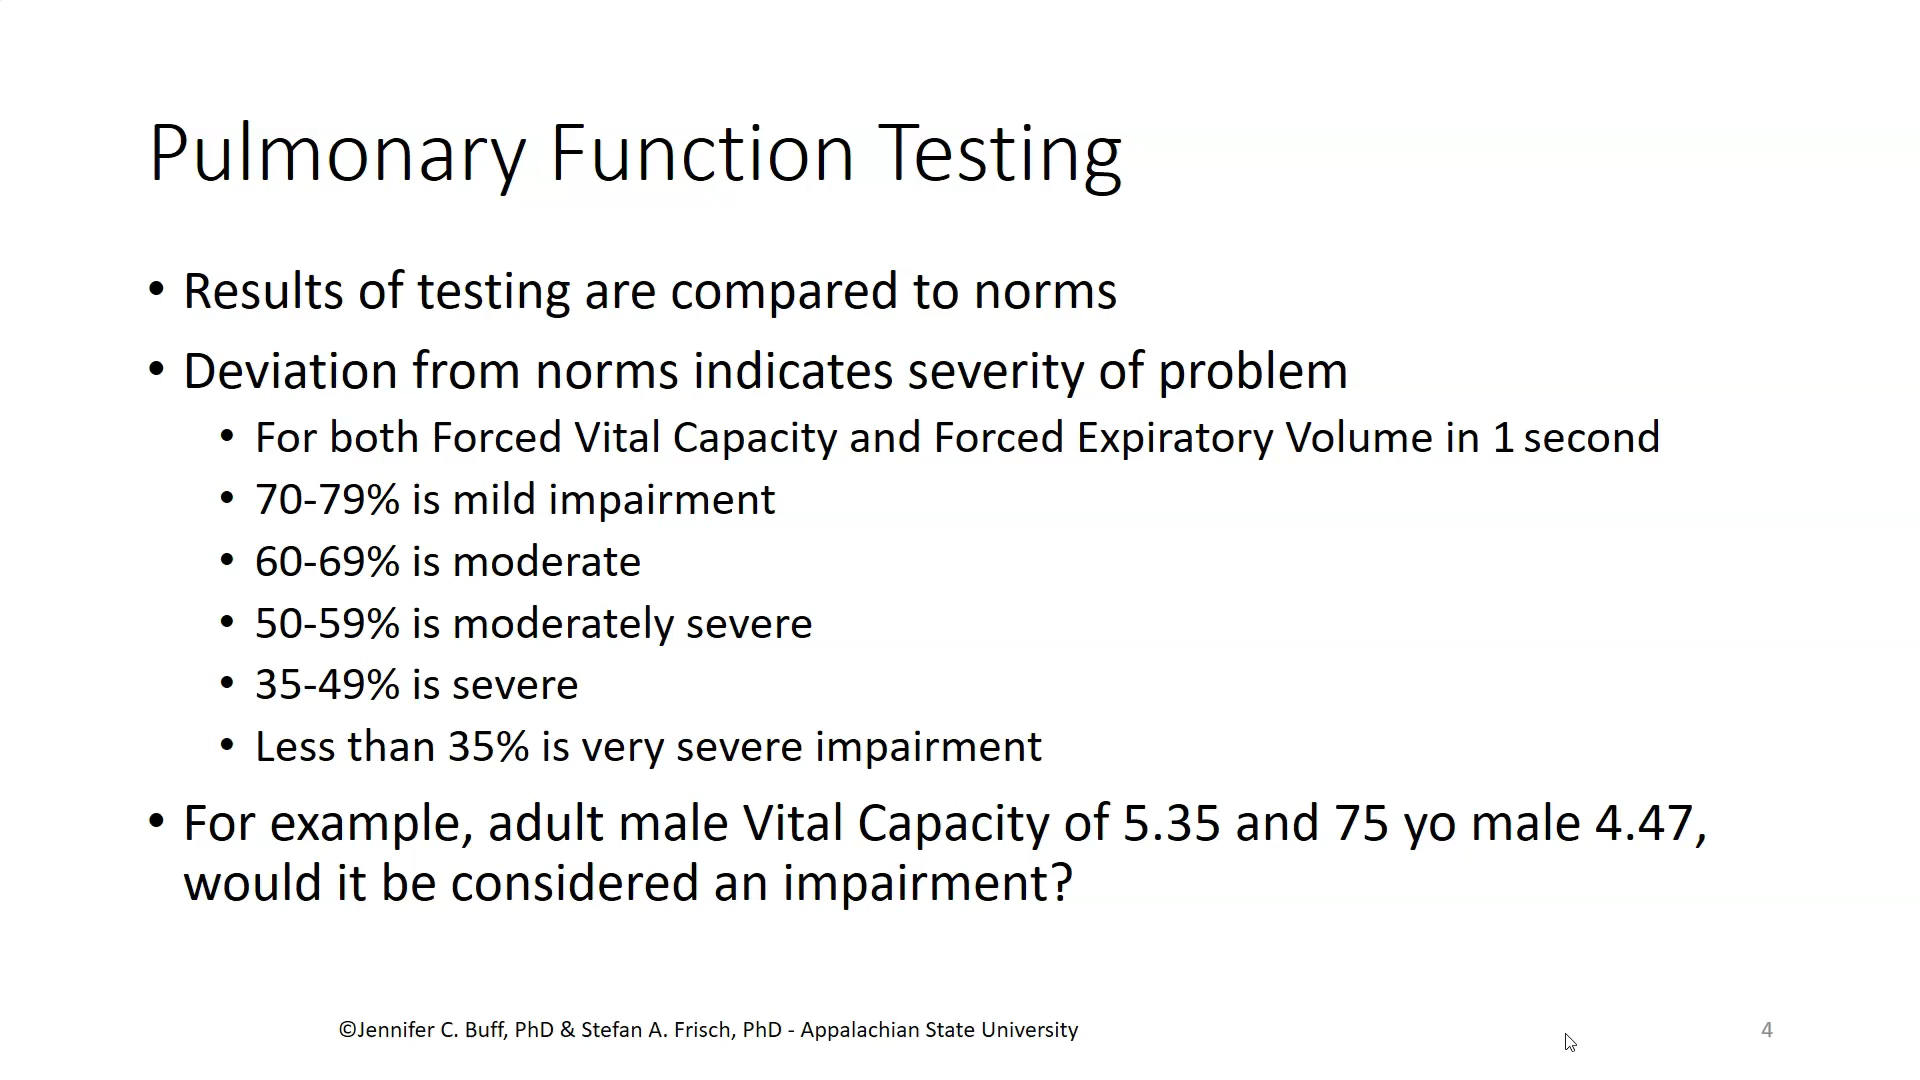 Pulmonary Function Testing
• Results of testing are compared to norms
• Deviation from norms indicates severity of problem
• For both Forced Vital Capacity and Forced Expiratory Volume in 1 second
• 70-79% is mild impairment
• 60-69% is moderate
• 50-59% is moderately severe
• 35-49% is severe
• Less than 35% is very severe impairment
• For example, adult male Vital Capacity of 5.35 and 75 yo male 4.47,
would it be considered an impairment?
©Jennifer C. Buff, PhD & Stefan A. Frisch, PhD - Appalachian State University
4